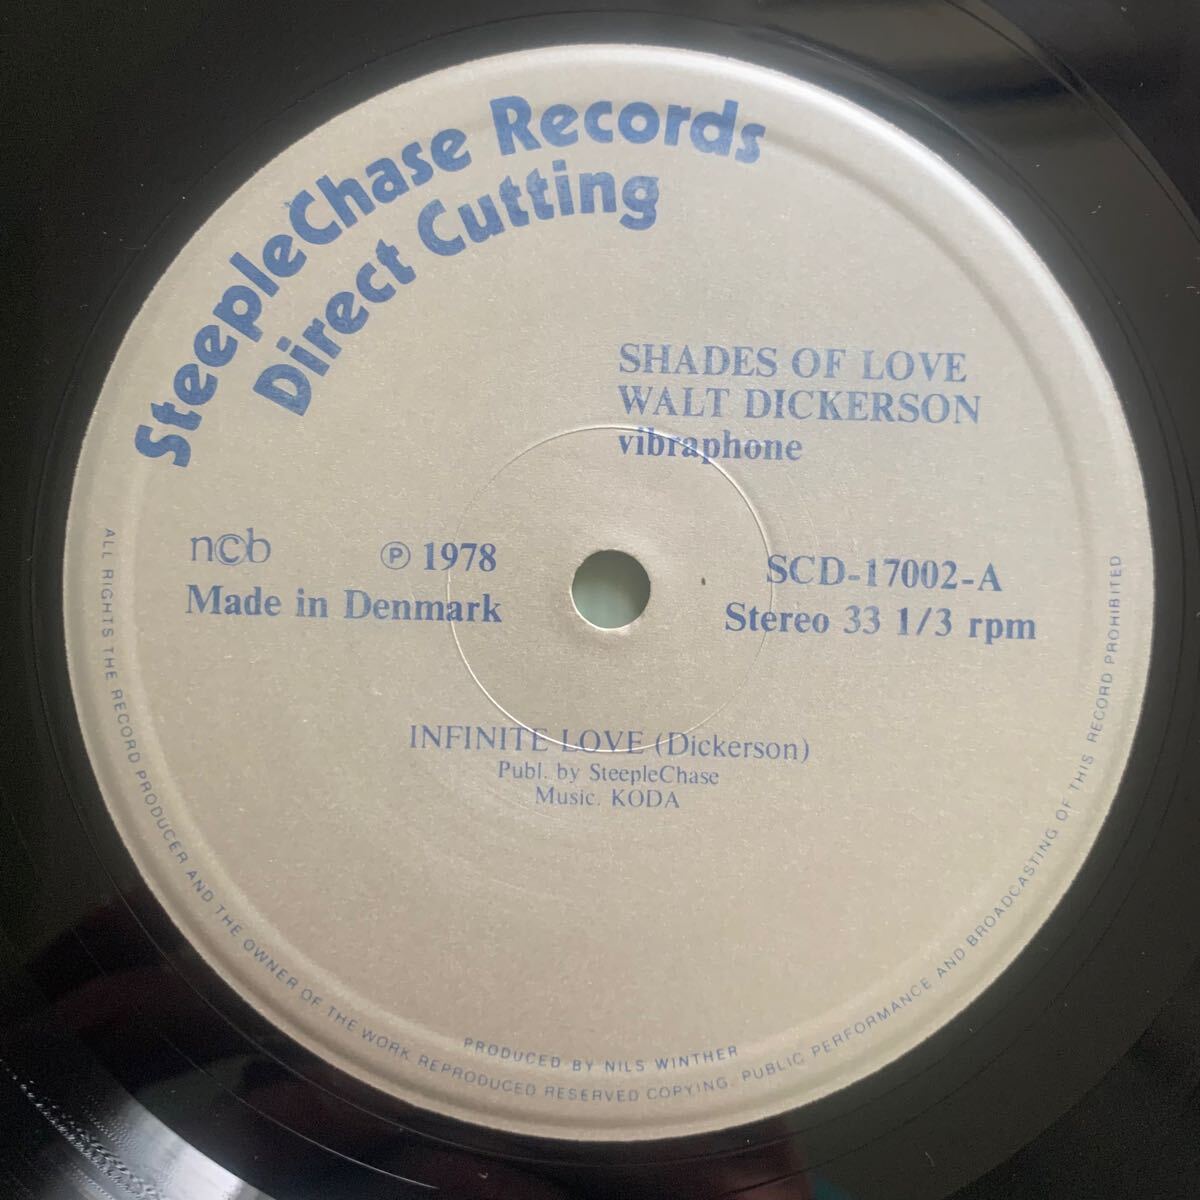 SteepleChase Records
Direct Cutting
SHADES OF LOVE
WALT DICKERSON
vibraphone
ncb
℗ 1978
Made in Denmark
SCD-17002-A
Stereo 33 1/3 rpm
INFINITE LOVE (Dickerson)
Publ. by SteepleChase
Music. KODA
PRODUCED BY NILS WINTHER
ALL RIGHTS THE RECORD PRODUCER AND THE OWNER OF THE WORK REPRODUCED RESERVED COPYING. PUBLIC PERFORMANCE AND BROADCASTING OF THIS RECORD PROHIBITED